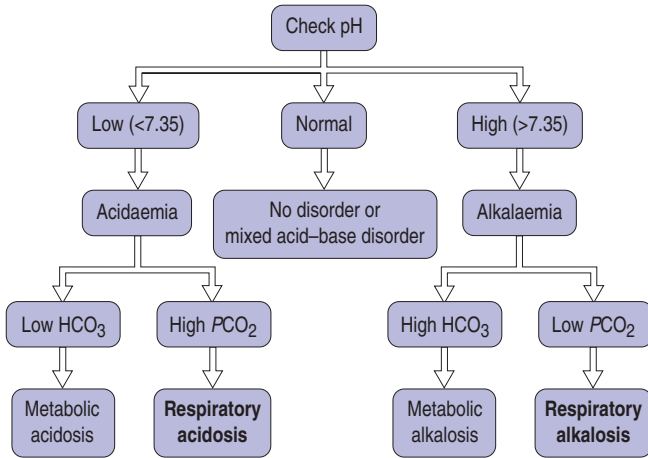 Check pH
Low (<7.35)
Normal
High (>7.35)
Acidaemia
No disorder or
mixed acid–base disorder
Alkalaemia
Low HCO₃
High PCO₂
High HCO₃
Low PCO₂
Metabolic
acidosis
Respiratory
acidosis
Metabolic
alkalosis
Respiratory
alkalosis